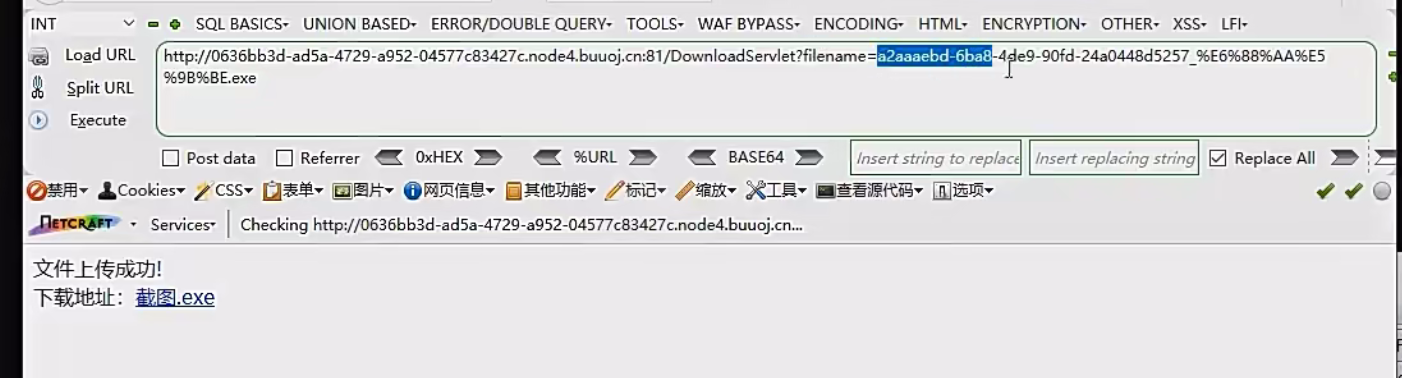 INT SQL BASICS UNION BASED ERROR/DOUBLE QUERY TOOLS WAF BYPASS ENCODING HTML ENCRYPTION OTHER XSS LFI
Load URL
Split URL
Execute
http://0636bb3d-ad5a-4729-a952-04577c83427c.node4.buuoj.cn:81/DownloadServlet?filename=a2aaaebd-6ba8-4de9-90fd-24a0448d5257_%E6%88%AA%E5
%9B%BE.exe
Post data Referrer 0xHEX %URL BASE64 Insert string to replace Insert replacing string Replace All
禁用 Cookies CSS 表单 图片 网页信息 其他功能 标记 缩放 工具 查看源代码 选项
NETCRAFT Services Checking http://0636bb3d-ad5a-4729-a952-04577c83427c.node4.buuoj.cn...
文件上传成功!
下载地址：截图.exe